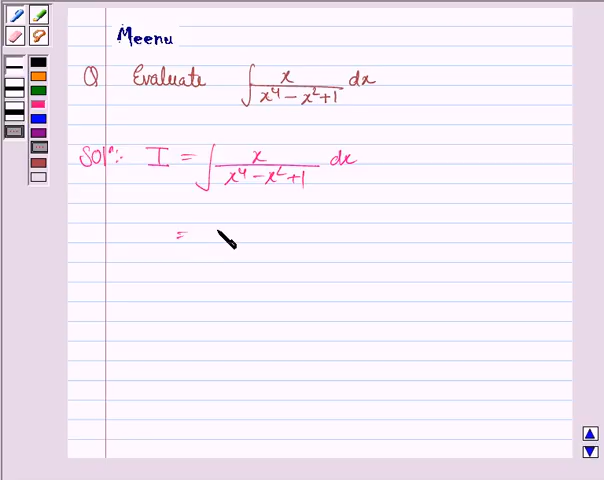 Meenu
Q Evaluate ∫ x / (x⁴ − x² + 1) dx
Solⁿ:- I = ∫ x / (x⁴ − x² + 1) dx
=